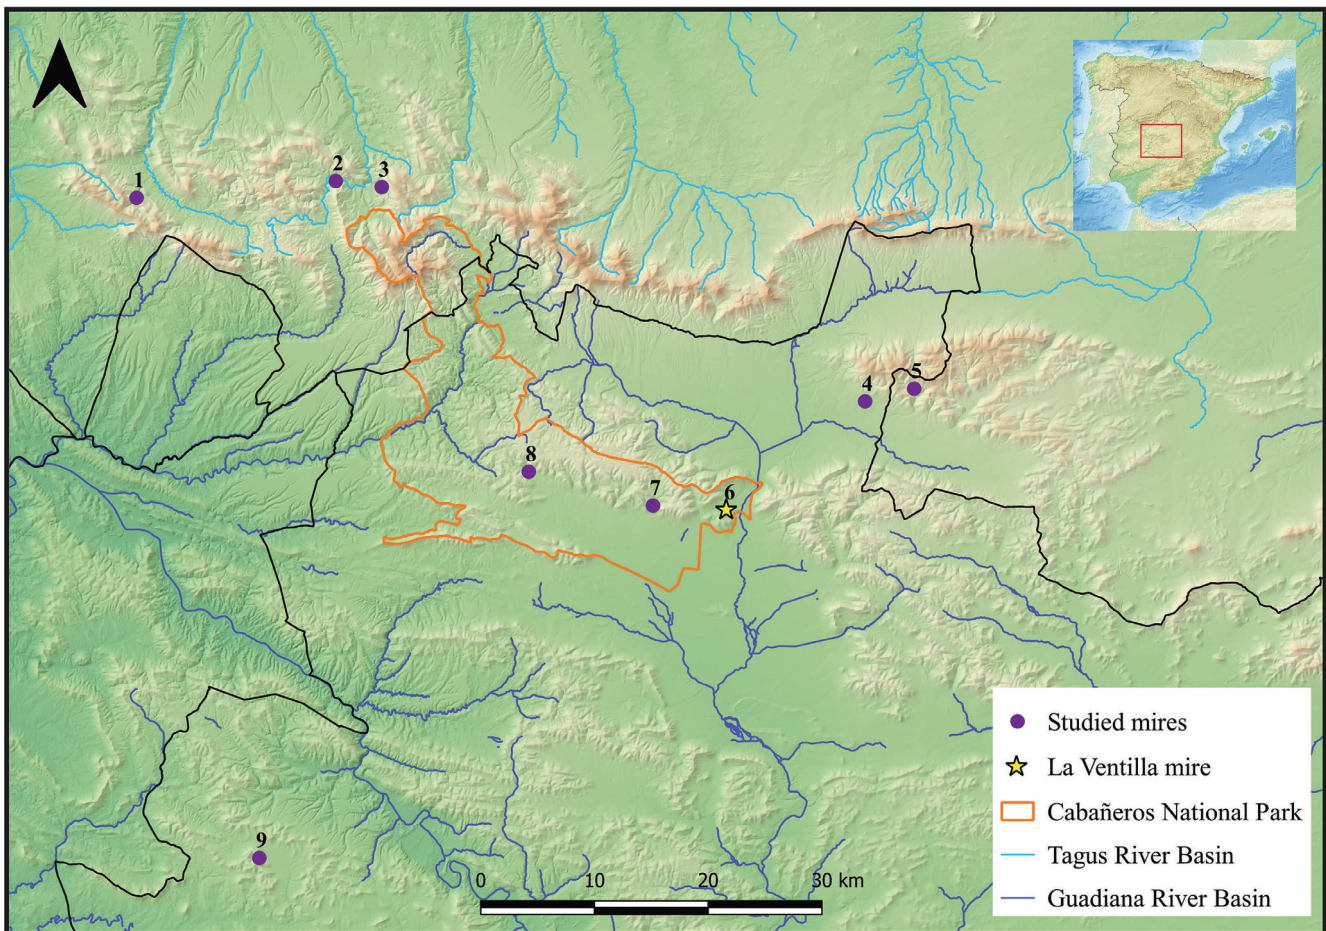 1
2
3
4
5
6
7
8
9
Studied mires
La Ventilla mire
Cabañeros National Park
Tagus River Basin
Guadiana River Basin
0 10 20 30 km